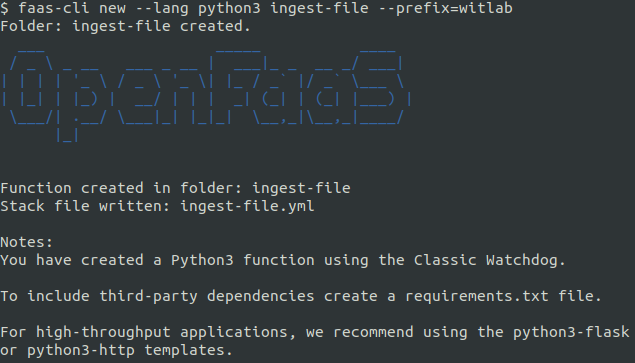 $ faas-cli new --lang python3 ingest-file --prefix=witlab
Folder: ingest-file created.
OpenFaaS
Function created in folder: ingest-file
Stack file written: ingest-file.yml
Notes:
You have created a Python3 function using the Classic Watchdog.
To include third-party dependencies create a requirements.txt file.
For high-throughput applications, we recommend using the python3-flask
or python3-http templates.